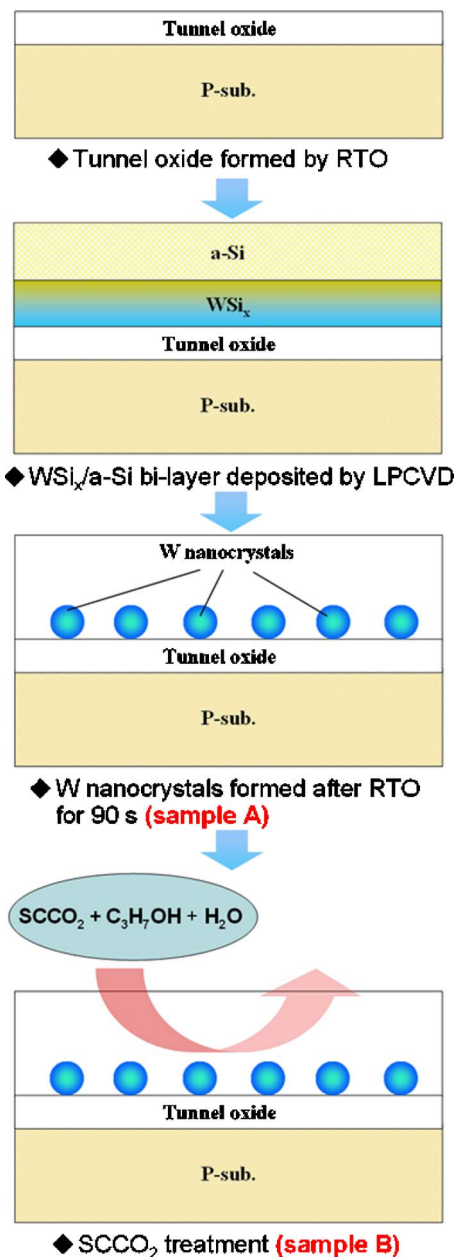 Tunnel oxide
P-sub.
◆ Tunnel oxide formed by RTO
a-Si
WSiₓ
Tunnel oxide
P-sub.
◆ WSiₓ/a-Si bi-layer deposited by LPCVD
W nanocrystals
Tunnel oxide
P-sub.
◆ W nanocrystals formed after RTO
for 90 s (sample A)
SCCO₂ + C₃H₇OH + H₂O
Tunnel oxide
P-sub.
◆ SCCO₂ treatment (sample B)